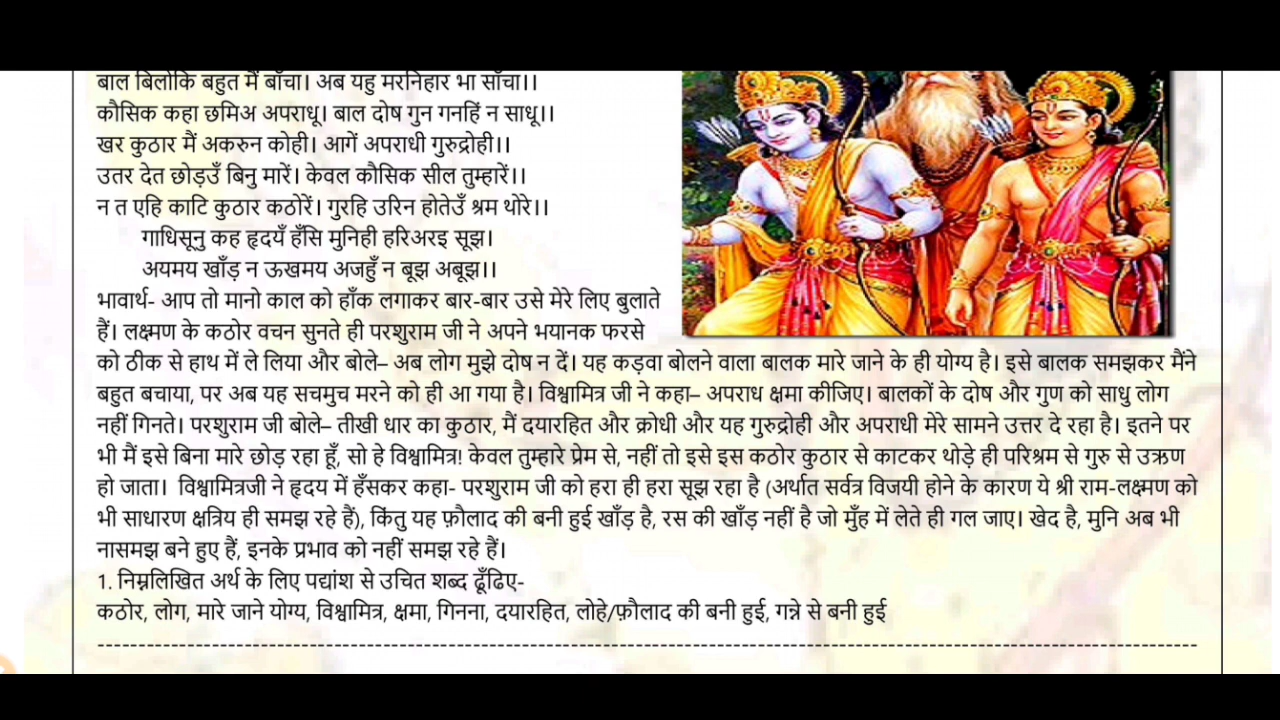 बाल बिलोकि बहुत मैं बाँचा। अब यहु मरनिहार भा साँचा।।
कौसिक कहा छमिअ अपराधू। बाल दोष गुन गनहिं न साधू।।
खर कुठार मैं अकरुन कोही। आगें अपराधी गुरुद्रोही।।
उतर देत छोड़उँ बिनु मारें। केवल कौसिक सील तुम्हारें।।
न त एहि काटि कुठार कठोरें। गुरहि उरिन होतेउँ श्रम थोरे।।
गाधिसूनु कह हृदयँ हँसि मुनिही हरिअरइ सूझ।
अयमय खाँड़ न ऊखमय अजहुँ न बूझ अबूझ।।
भावार्थ- आप तो मानो काल को हाँक लगाकर बार-बार उसे मेरे लिए बुलाते
हैं। लक्ष्मण के कठोर वचन सुनते ही परशुराम जी ने अपने भयानक फरसे
को ठीक से हाथ में ले लिया और बोले– अब लोग मुझे दोष न दें। यह कड़वा बोलने वाला बालक मारे जाने के ही योग्य है। इसे बालक समझकर मैंने
बहुत बचाया, पर अब यह सचमुच मरने को ही आ गया है। विश्वामित्र जी ने कहा– अपराध क्षमा कीजिए। बालकों के दोष और गुण को साधु लोग
नहीं गिनते। परशुराम जी बोले– तीखी धार का कुठार, मैं दयारहित और क्रोधी और यह गुरुद्रोही और अपराधी मेरे सामने उत्तर दे रहा है। इतने पर
भी मैं इसे बिना मारे छोड़ रहा हूँ, सो हे विश्वामित्र! केवल तुम्हारे प्रेम से, नहीं तो इसे इस कठोर कुठार से काटकर थोड़े ही परिश्रम से गुरु से उऋण
हो जाता। विश्वामित्रजी ने हृदय में हँसकर कहा- परशुराम जी को हरा ही हरा सूझ रहा है (अर्थात सर्वत्र विजयी होने के कारण ये श्री राम-लक्ष्मण को
भी साधारण क्षत्रिय ही समझ रहे हैं), किंतु यह फ़ौलाद की बनी हुई खाँड़ है, रस की खाँड़ नहीं है जो मुँह में लेते ही गल जाए। खेद है, मुनि अब भी
नासमझ बने हुए हैं, इनके प्रभाव को नहीं समझ रहे हैं।
1. निम्नलिखित अर्थ के लिए पद्यांश से उचित शब्द ढूँढिए-
कठोर, लोग, मारे जाने योग्य, विश्वामित्र, क्षमा, गिनना, दयारहित, लोहे/फ़ौलाद की बनी हुई, गन्ने से बनी हुई